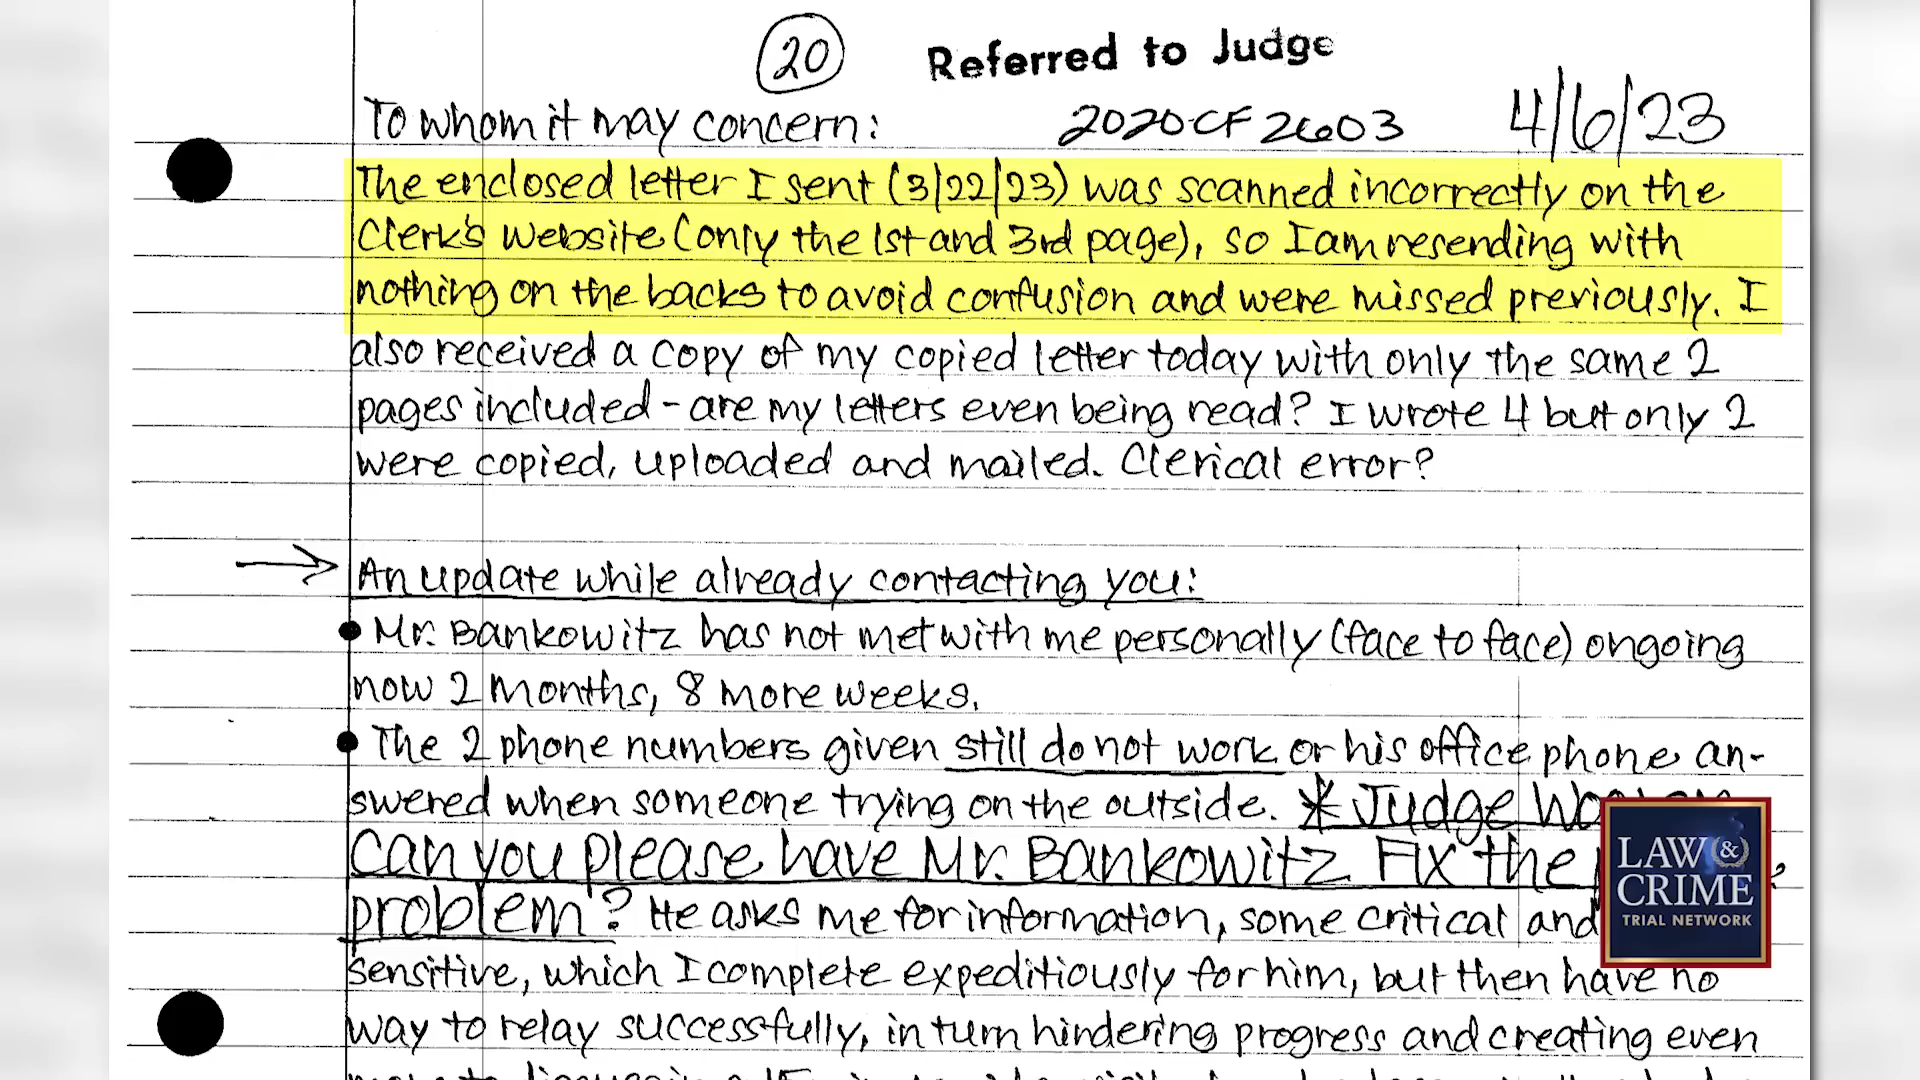 20
Referred to Judge
To whom it may concern: 2020 CF 2603 4/6/23
The enclosed letter I sent (3/22/23) was scanned incorrectly on the
Clerk's Website (only the 1st and 3rd page), so I am resending with
nothing on the backs to avoid confusion and were missed previously. I
also received a copy of my copied letter today with only the same 2
pages included - are my letters even being read? I wrote 4 but only 2
were copied, uploaded and mailed. Clerical error?
An update while already contacting you:
• Mr. Bankowitz has not met with me personally (face to face) ongoing
now 2 months, 8 more weeks.
• The 2 phone numbers given still do not work or his office phone an-
swered when someone trying on the outside. * Judge
Can you please have Mr. Bankowitz Fix the
problem? He asks me for information, some critical and
sensitive, which I complete expeditiously for him, but then have no
way to relay successfully, in turn hindering progress and creating even
LAW &
CRIME
TRIAL NETWORK